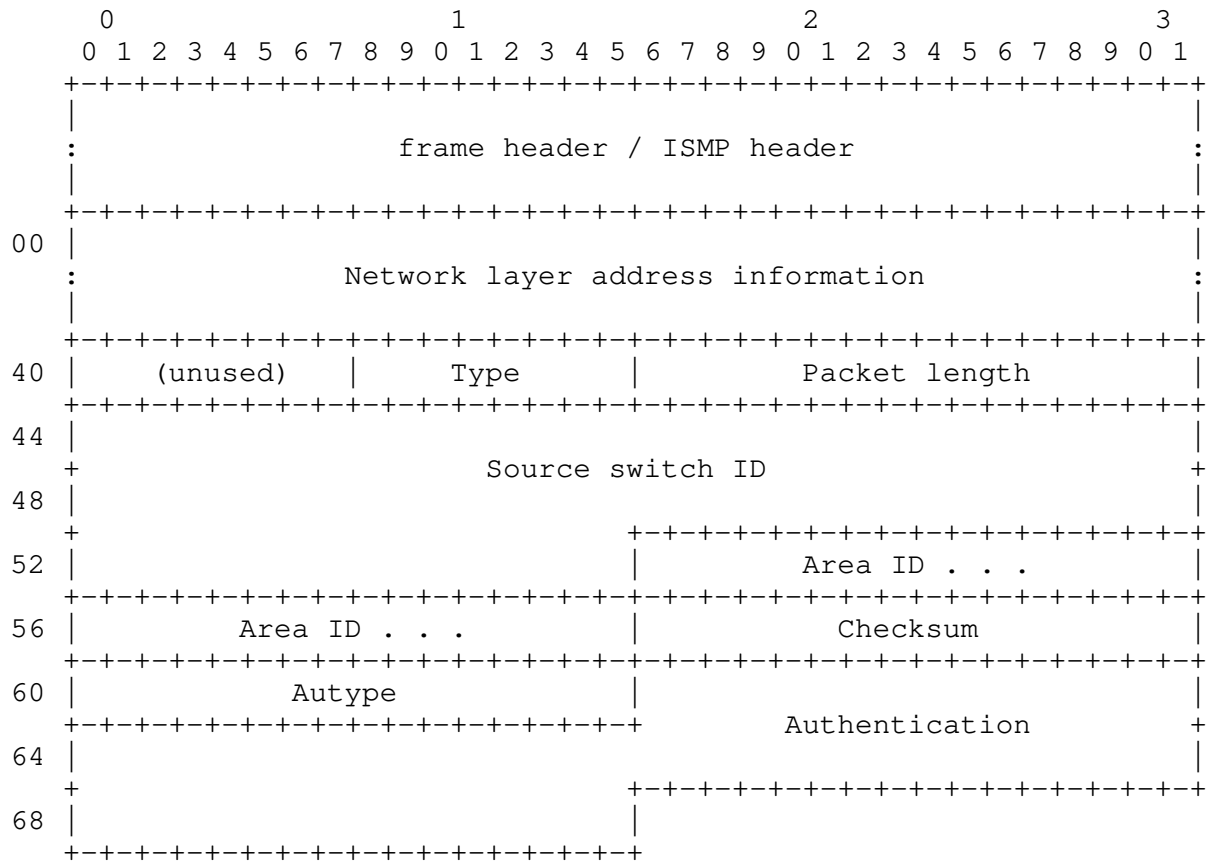 0 1 2 3
0 1 2 3 4 5 6 7 8 9 0 1 2 3 4 5 6 7 8 9 0 1 2 3 4 5 6 7 8 9 0 1
+-+-+-+-+-+-+-+-+-+-+-+-+-+-+-+-+-+-+-+-+-+-+-+-+-+-+-+-+-+-+-+-+
| |
: frame header / ISMP header :
| |
+-+-+-+-+-+-+-+-+-+-+-+-+-+-+-+-+-+-+-+-+-+-+-+-+-+-+-+-+-+-+-+-+
00 | |
: Network layer address information :
| |
+-+-+-+-+-+-+-+-+-+-+-+-+-+-+-+-+-+-+-+-+-+-+-+-+-+-+-+-+-+-+-+-+
40 | (unused) | Type | Packet length |
+-+-+-+-+-+-+-+-+-+-+-+-+-+-+-+-+-+-+-+-+-+-+-+-+-+-+-+-+-+-+-+-+
44 | |
+ Source switch ID +
48 | |
+ +-+-+-+-+-+-+-+-+-+-+-+-+-+-+-+-+
52 | | Area ID . . . |
+-+-+-+-+-+-+-+-+-+-+-+-+-+-+-+-+-+-+-+-+-+-+-+-+-+-+-+-+-+-+-+-+
56 | Area ID . . . | Checksum |
+-+-+-+-+-+-+-+-+-+-+-+-+-+-+-+-+-+-+-+-+-+-+-+-+-+-+-+-+-+-+-+-+
60 | Autype | |
+-+-+-+-+-+-+-+-+-+-+-+-+-+-+-+-+ Authentication +
64 | |
+ +-+-+-+-+-+-+-+-+-+-+-+-+-+-+-+-+
68 | |
+-+-+-+-+-+-+-+-+-+-+-+-+-+-+-+-+